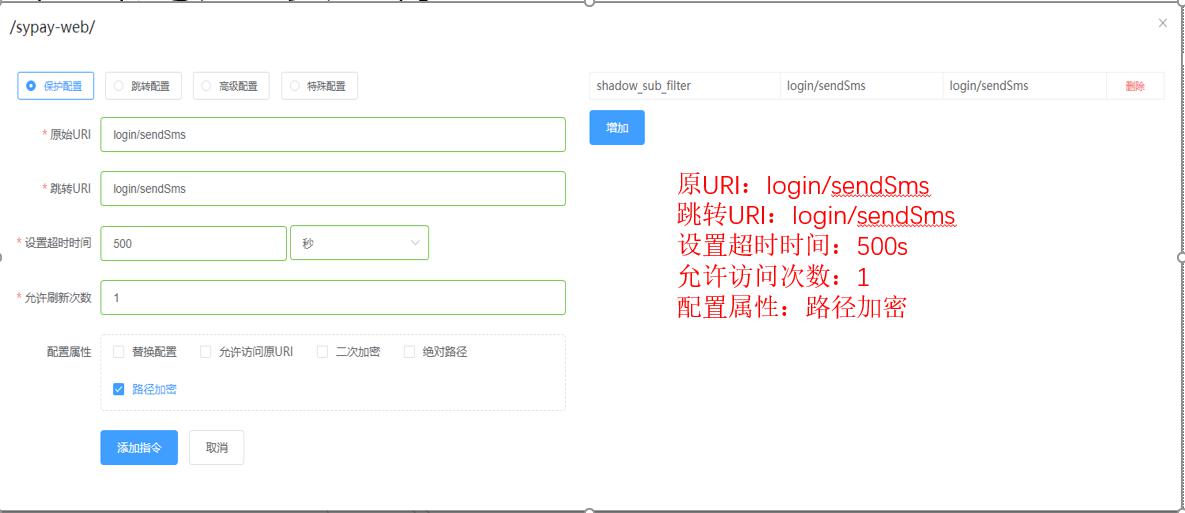 /sypay-web/
保护配置 跳转配置 高级配置 特殊配置
shadow_sub_filter login/sendSms login/sendSms 删除
增加
* 原始URI login/sendSms
* 跳转URI login/sendSms
* 设置超时时间 500 秒
* 允许刷新次数 1
配置属性 替换配置 允许访问原URI 二次加密 绝对路径
路径加密
添加指令 取消
原URI：login/sendSms
跳转URI：login/sendSms
设置超时时间：500s
允许访问次数：1
配置属性：路径加密